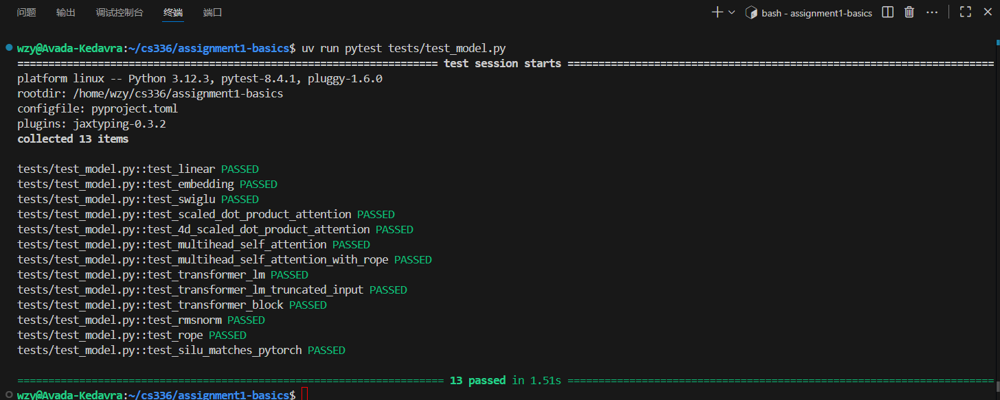 问题 输出 调试控制台 终端 端口 bash - assignment1-basics
wzy@Avada-Kedavra:~/cs336/assignment1-basics$ uv run pytest tests/test_model.py
==================================================================== test session starts =====================================================================
platform linux -- Python 3.12.3, pytest-8.4.1, pluggy-1.6.0
rootdir: /home/wzy/cs336/assignment1-basics
configfile: pyproject.toml
plugins: jaxtyping-0.3.2
collected 13 items
tests/test_model.py::test_linear PASSED
tests/test_model.py::test_embedding PASSED
tests/test_model.py::test_swiglu PASSED
tests/test_model.py::test_scaled_dot_product_attention PASSED
tests/test_model.py::test_4d_scaled_dot_product_attention PASSED
tests/test_model.py::test_multihead_self_attention PASSED
tests/test_model.py::test_multihead_self_attention_with_rope PASSED
tests/test_model.py::test_transformer_lm PASSED
tests/test_model.py::test_transformer_lm_truncated_input PASSED
tests/test_model.py::test_transformer_block PASSED
tests/test_model.py::test_rmsnorm PASSED
tests/test_model.py::test_rope PASSED
tests/test_model.py::test_silu_matches_pytorch PASSED
===================================================================== 13 passed in 1.51s =====================================================================
wzy@Avada-Kedavra:~/cs336/assignment1-basics$